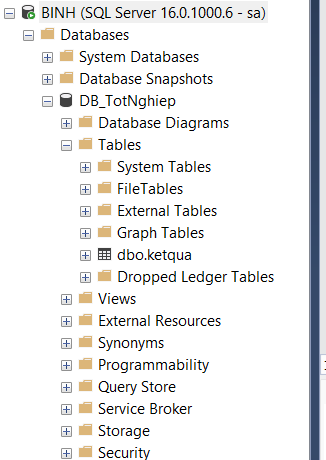 BINH (SQL Server 16.0.1000.6 - sa)
Databases
System Databases
Database Snapshots
DB_TotNghiep
Database Diagrams
Tables
System Tables
FileTables
External Tables
Graph Tables
dbo.ketqua
Dropped Ledger Tables
Views
External Resources
Synonyms
Programmability
Query Store
Service Broker
Storage
Security